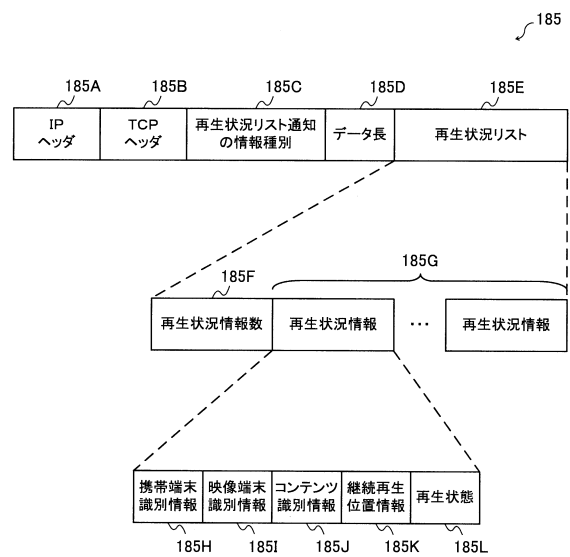 185
185A
185B
185C
185D
185E
IP
ヘッダ
TCP
ヘッダ
再生状況リスト通知
の情報種別
データ長
再生状況リスト
185F
185G
再生状況情報数
再生状況情報
…
再生状況情報
携帯端末
識別情報
映像端末
識別情報
コンテンツ
識別情報
継続再生
位置情報
再生状態
185H
185I
185J
185K
185L